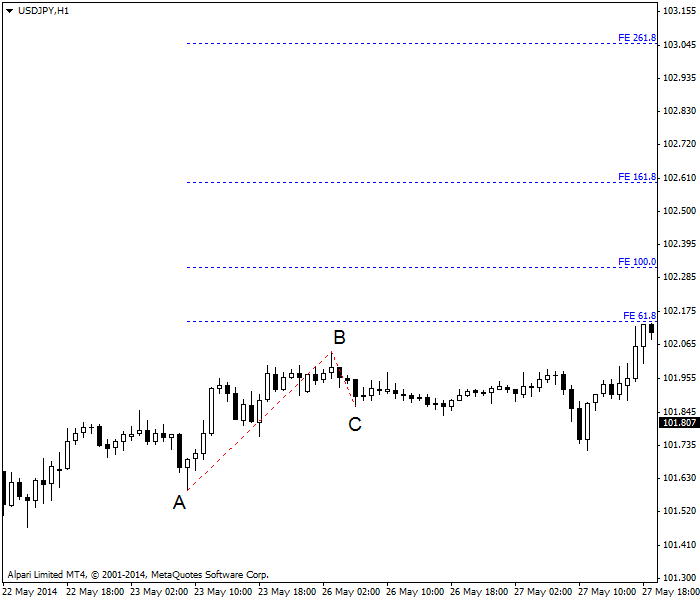 USDJPY,H1
103.155
FE 261.8
103.045
102.935
102.830
102.720
FE 161.8
102.610
102.500
102.395
FE 100.0
102.285
FE 61.8
102.175
B
102.065
101.955
101.845
C
101.807
101.735
101.630
A
101.520
101.410
Alpari Limited MT4, © 2001-2014, MetaQuotes Software Corp.
101.300
22 May 2014 22 May 18:00 23 May 02:00 23 May 10:00 23 May 18:00 26 May 02:00 26 May 10:00 26 May 18:00 27 May 02:00 27 May 10:00 27 May 18:00